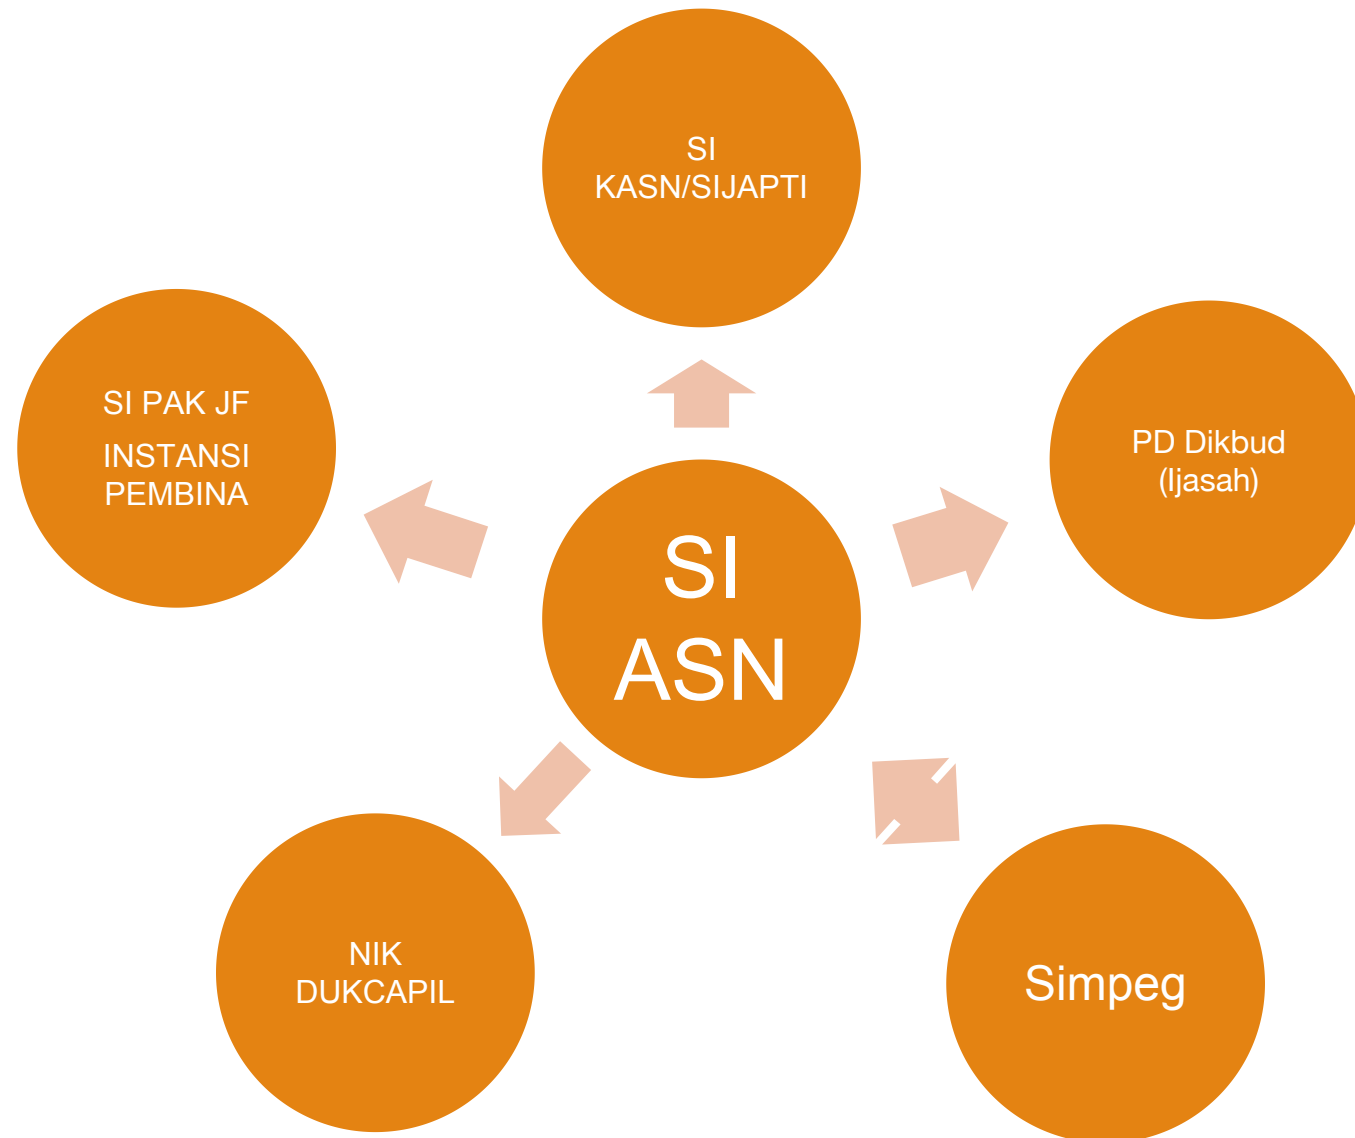 SI
KASN/SIJAPTI
SI PAK JF
INSTANSI
PEMBINA
PD Dikbud
(Ijasah)
SI
ASN
NIK
DUKCAPIL
Simpeg